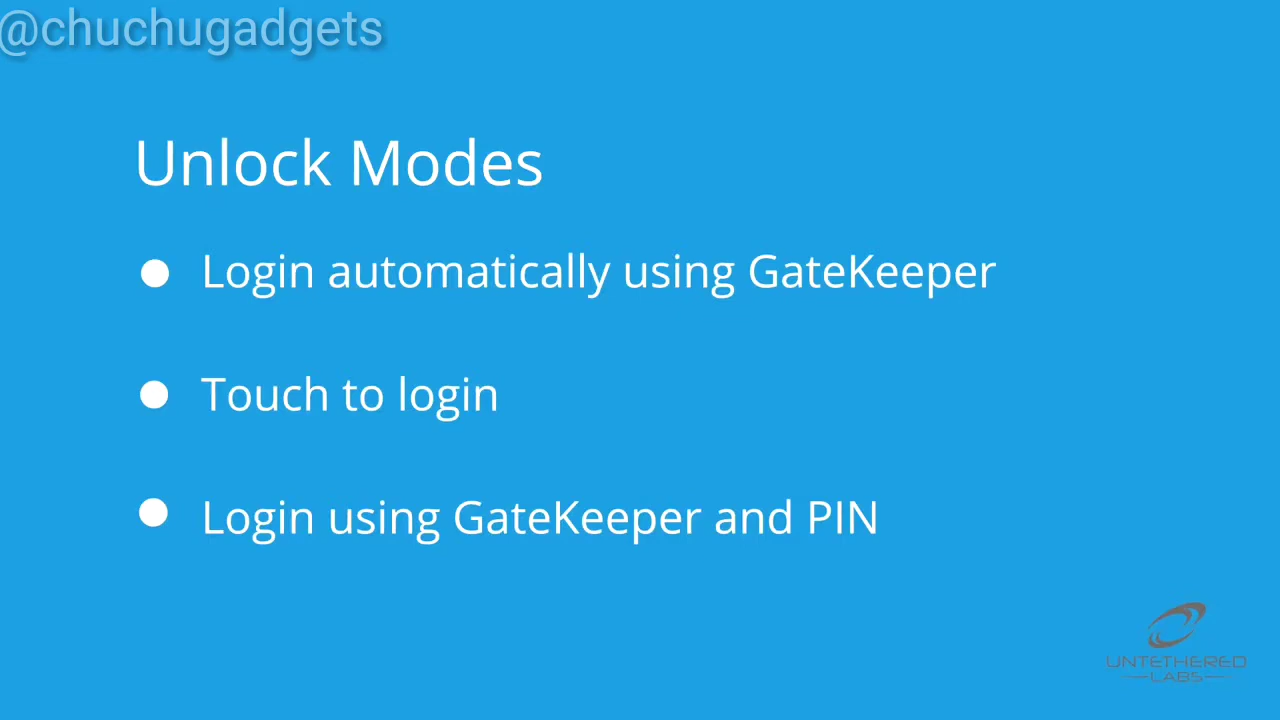 @chuchugadgets
Unlock Modes
● Login automatically using GateKeeper
● Touch to login
● Login using GateKeeper and PIN
UNTETHERED
LABS